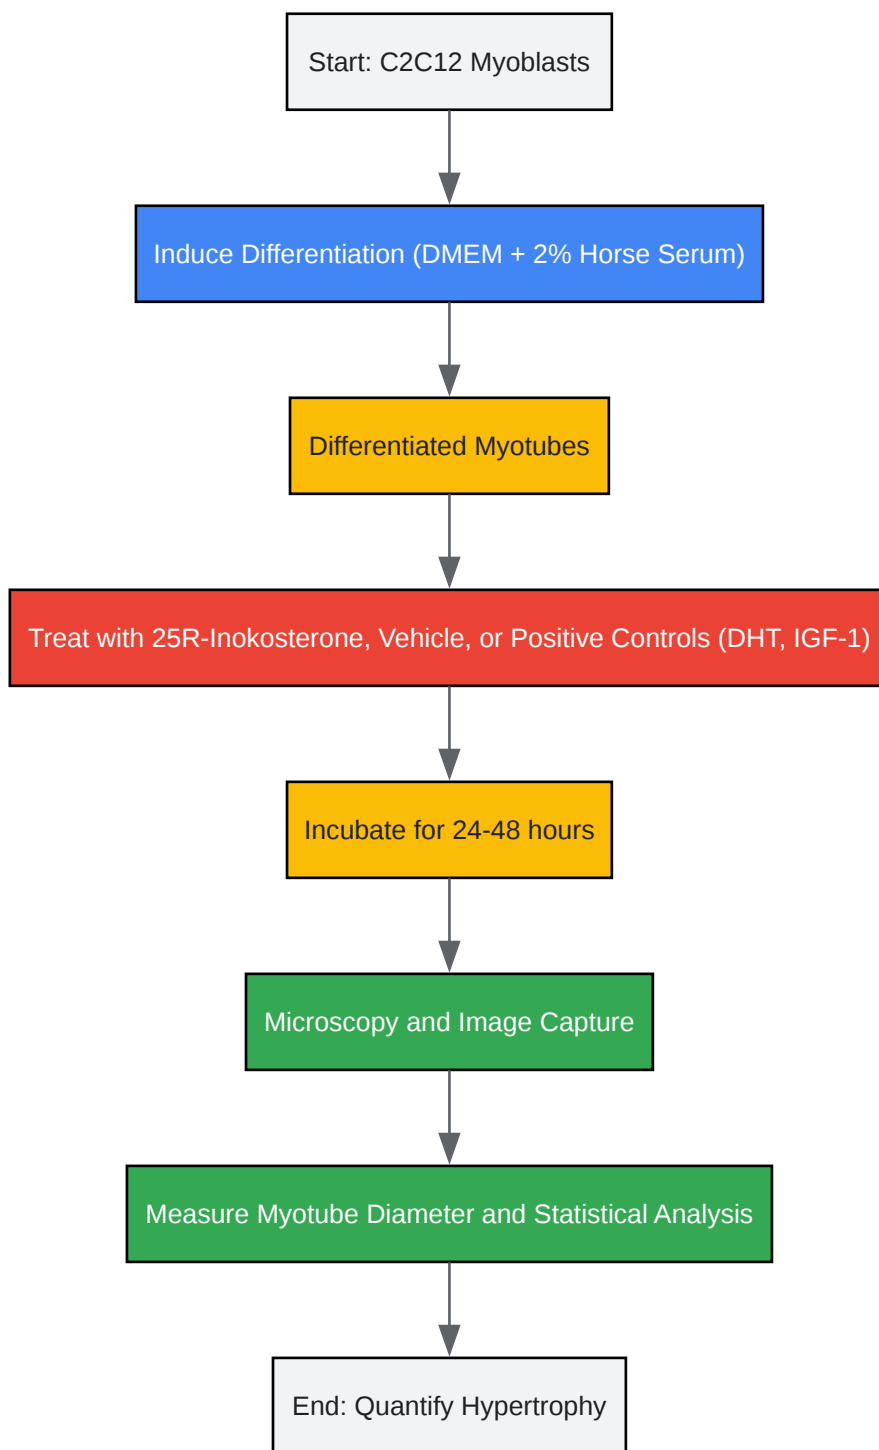 Start: C2C12 Myoblasts
Induce Differentiation (DMEM + 2% Horse Serum)
Differentiated Myotubes
Treat with 25R-Inokosterone, Vehicle, or Positive Controls (DHT, IGF-1)
Incubate for 24-48 hours
Microscopy and Image Capture
Measure Myotube Diameter and Statistical Analysis
End: Quantify Hypertrophy